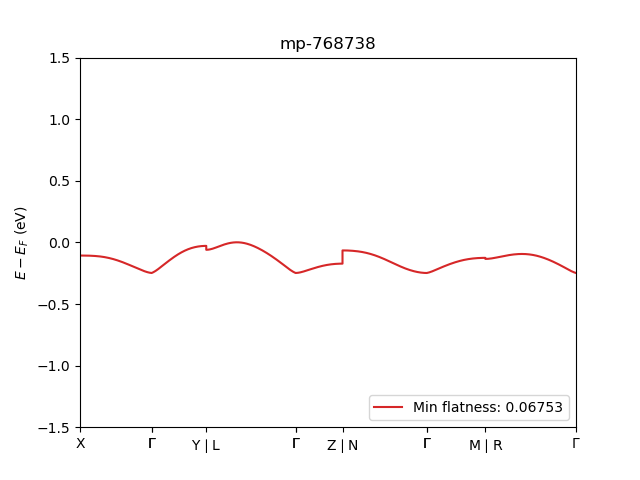 mp-768738
E − E_F (eV)
1.5
1.0
0.5
0.0
−0.5
−1.0
−1.5
Min flatness: 0.06753
X Γ Y | L Γ Z | N Γ M | R Γ